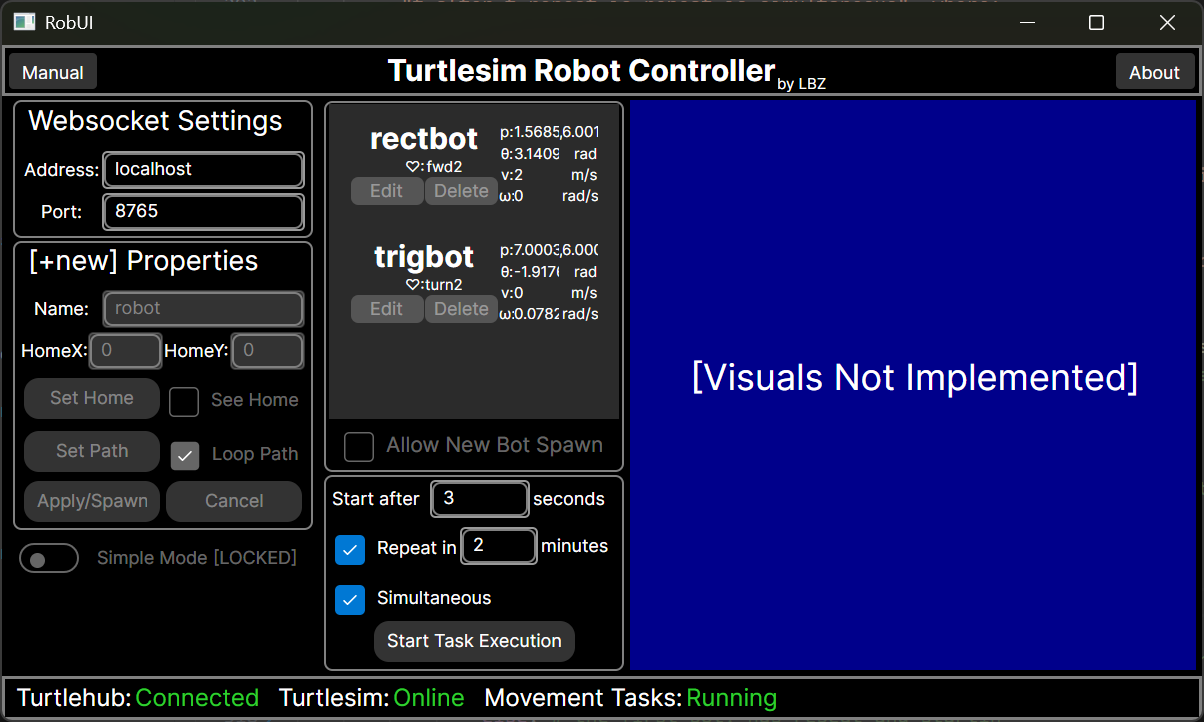 RobUI
Manual
Turtlesim Robot Controller by LBZ
About
Websocket Settings
Address: localhost
Port: 8765
[+new] Properties
Name: robot
HomeX: 0 HomeY: 0
Set Home See Home
Set Path Loop Path
Apply/Spawn Cancel
Simple Mode [LOCKED]
rectbot
♡:fwd2
Edit Delete
p:1.5685,6.001
θ:3.1409 rad
v:2 m/s
ω:0 rad/s
trigbot
♡:turn2
Edit Delete
p:7.0003,6.000
θ:-1.9176 rad
v:0 m/s
ω:0.0782 rad/s
Allow New Bot Spawn
Start after 3 seconds
Repeat in 2 minutes
Simultaneous
Start Task Execution
[Visuals Not Implemented]
Turtlehub: Connected Turtlesim: Online Movement Tasks: Running